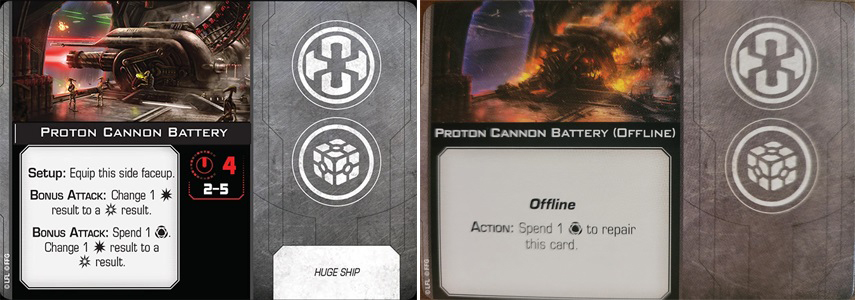 PROTON CANNON BATTERY
Setup: Equip this side faceup.
BONUS ATTACK: Change 1
result to a result.
BONUS ATTACK: Spend 1 .
Change 1 result to a
result.
4
2-5
HUGE SHIP
© LFL © FFG
PROTON CANNON BATTERY (OFFLINE)
Offline
ACTION: Spend 1 to repair
this card.
© LFL © FFG